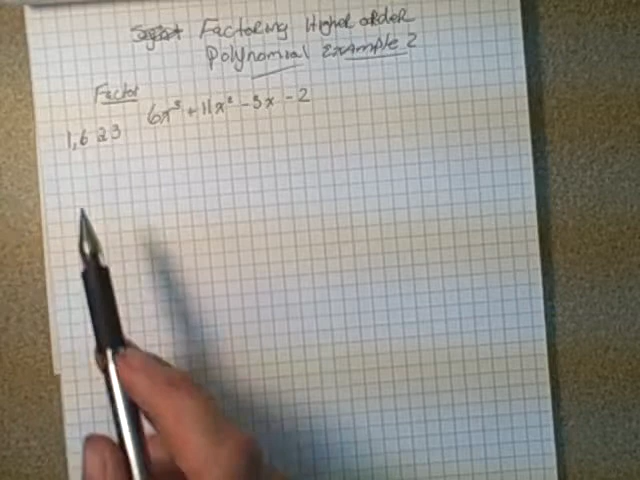 Factoring Higher order
Polynomial Example 2
Factor
6x³ + 11x² - 3x - 2
1, 6 2 3